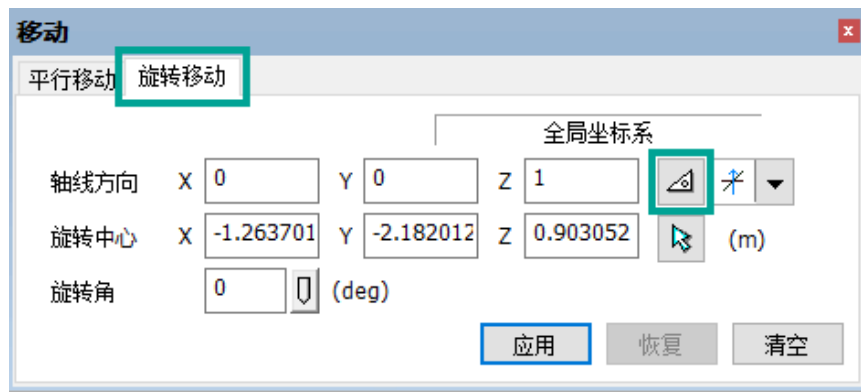 移动
平行移动 旋转移动
全局坐标系
轴线方向 X 0 Y 0 Z 1
旋转中心 X -1.263701 Y -2.182012 Z 0.903052 (m)
旋转角 0 (deg)
应用 恢复 清空